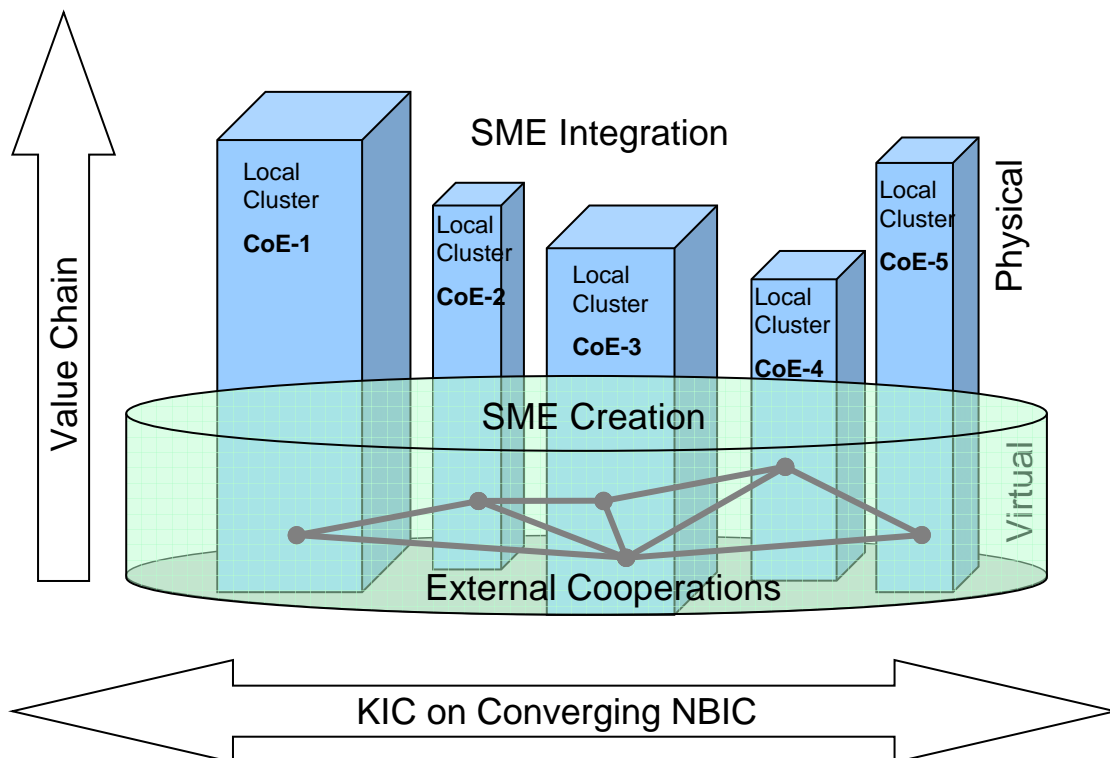 SME Integration
Local
Cluster
CoE-1
Local
Cluster
CoE-2
Local
Cluster
CoE-3
Local
Cluster
CoE-4
Local
Cluster
CoE-5
Physical
Value Chain
SME Creation
Virtual
External Cooperations
KIC on Converging NBIC